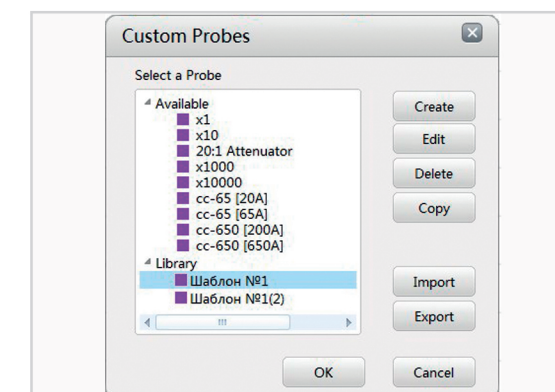 Custom Probes
Select a Probe
Available
x1
x10
20:1 Attenuator
x1000
x10000
cc-65 [20A]
cc-65 [65A]
cc-650 [200A]
cc-650 [650A]
Library
Шаблон №1
Шаблон №1(2)
Create
Edit
Delete
Copy
Import
Export
OK
Cancel